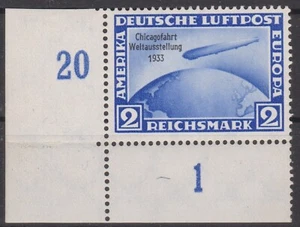 DEUTSCHE LUFTPOST
AMERIKA
EUROPA
Chicagofahrt
Weltausstellung
1933
20
2 REICHSMARK 2
1